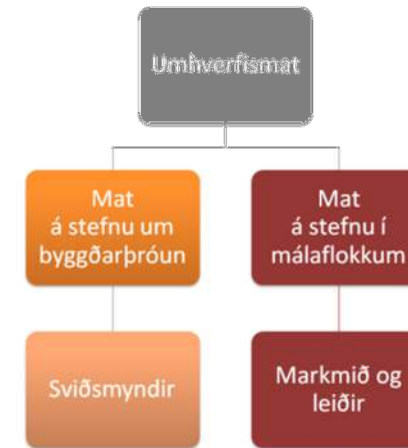 Umhverfismat
Mat
á stefnu um
byggðarþróun
Mat
á stefnu í
málaflokkum
Sviðsmyndir
Markmið og
leiðir